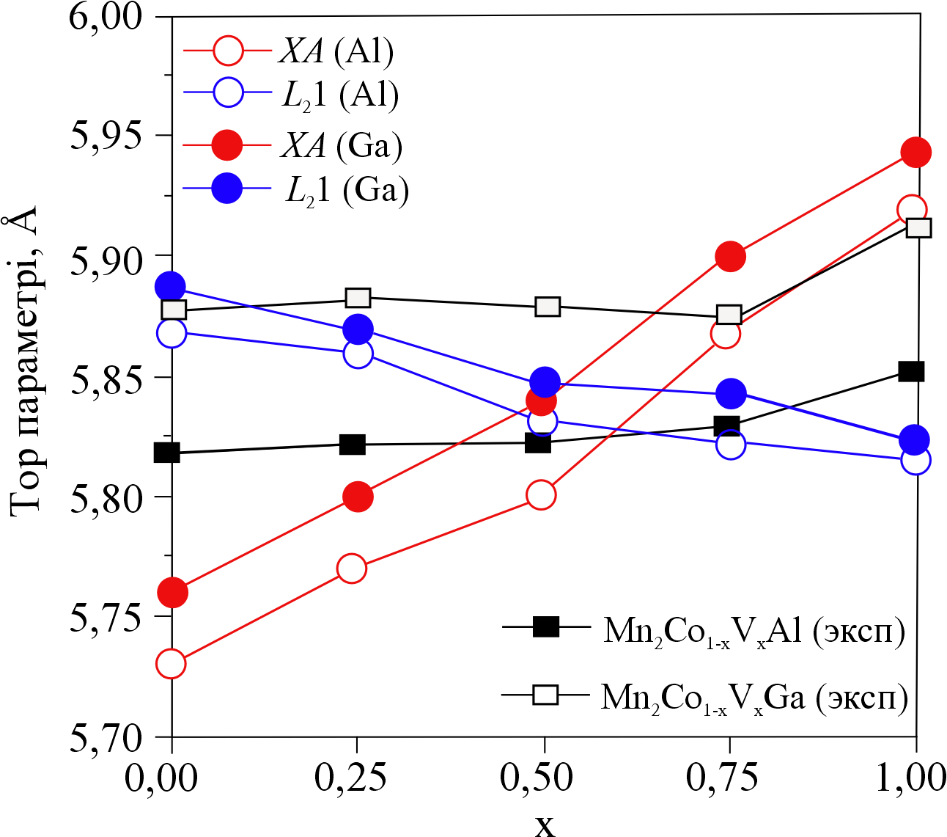 6,00
5,95
5,90
5,85
5,80
5,75
5,70
Тор параметрі, Å
XA (Al)
L₂1 (Al)
XA (Ga)
L₂1 (Ga)
Mn₂Co₁₋ₓVₓAl (эксп)
Mn₂Co₁₋ₓVₓGa (эксп)
0,00 0,25 0,50 0,75 1,00
x